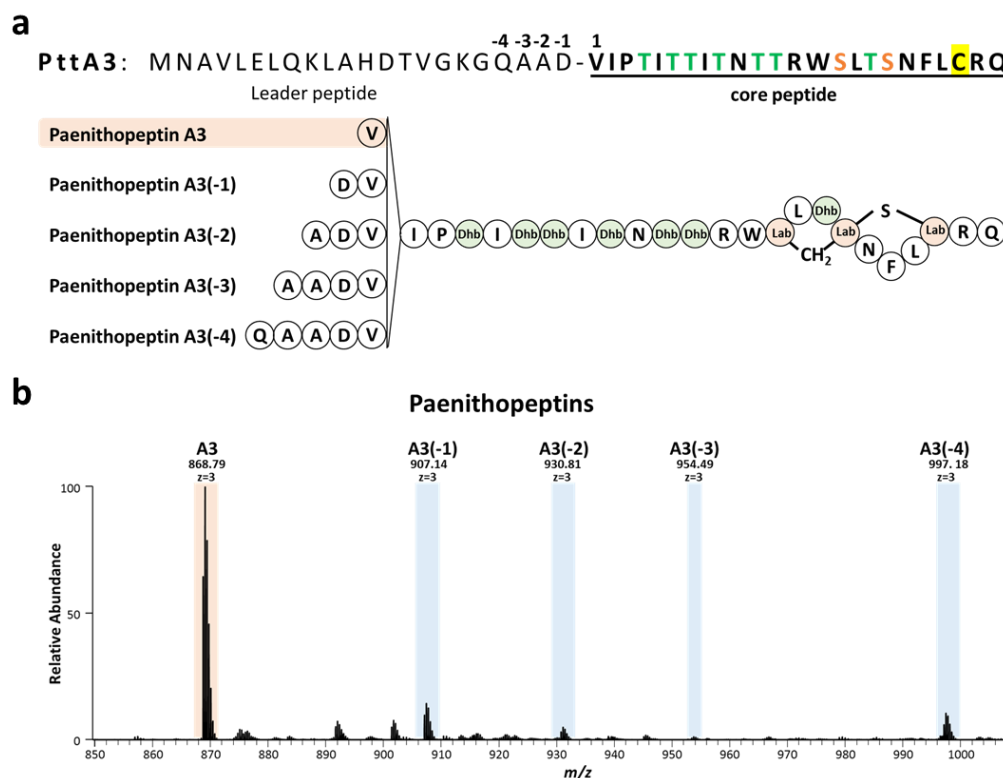 a
-4 -3 -2 -1 1
PttA3: MNAVLELQKLAHDTVGKGQAAD-VIPTITTITNTTRWSLTSNFLCRQ
Leader peptide core peptide
Paenithopeptin A3 V
Paenithopeptin A3(-1) D V
Paenithopeptin A3(-2) A D V
I P Dhb I Dhb Dhb I Dhb N Dhb Dhb R W Lab L Dhb Lab S Lab R Q
CH2 N F L
Paenithopeptin A3(-3) A A D V
Paenithopeptin A3(-4) Q A A D V
b
Paenithopeptins
A3 A3(-1) A3(-2) A3(-3) A3(-4)
868.79 907.14 930.81 954.49 997.18
z=3 z=3 z=3 z=3 z=3
100
50
0
Relative Abundance
850 860 870 880 890 900 910 920 930 940 950 960 970 980 990 1000
m/z